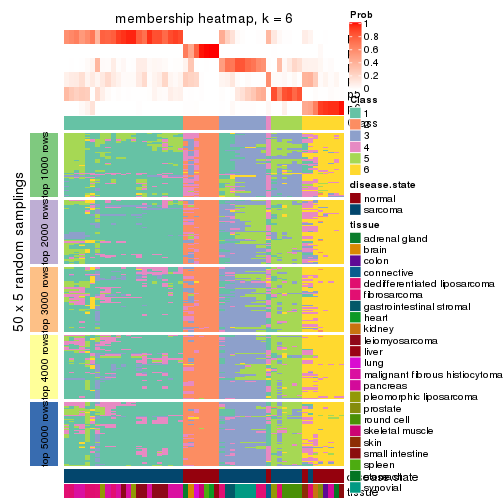 membership heatmap, k = 6
50 x 5 random samplings
top 1000 rows
top 2000 rows
top 3000 rows
top 4000 rows
top 5000 rows
Prob
1
0.8
0.6
0.4
0.2
0
Class
1
2
3
4
5
6
disease.state
normal
sarcoma
tissue
adrenal gland
brain
colon
connective
dedifferentiated liposarcoma
fibrosarcoma
gastrointestinal stromal
heart
kidney
leiomyosarcoma
liver
lung
malignant fibrous histiocytoma
pancreas
pleomorphic liposarcoma
prostate
round cell
skeletal muscle
skin
small intestine
spleen
synovial
disease.state
tissue